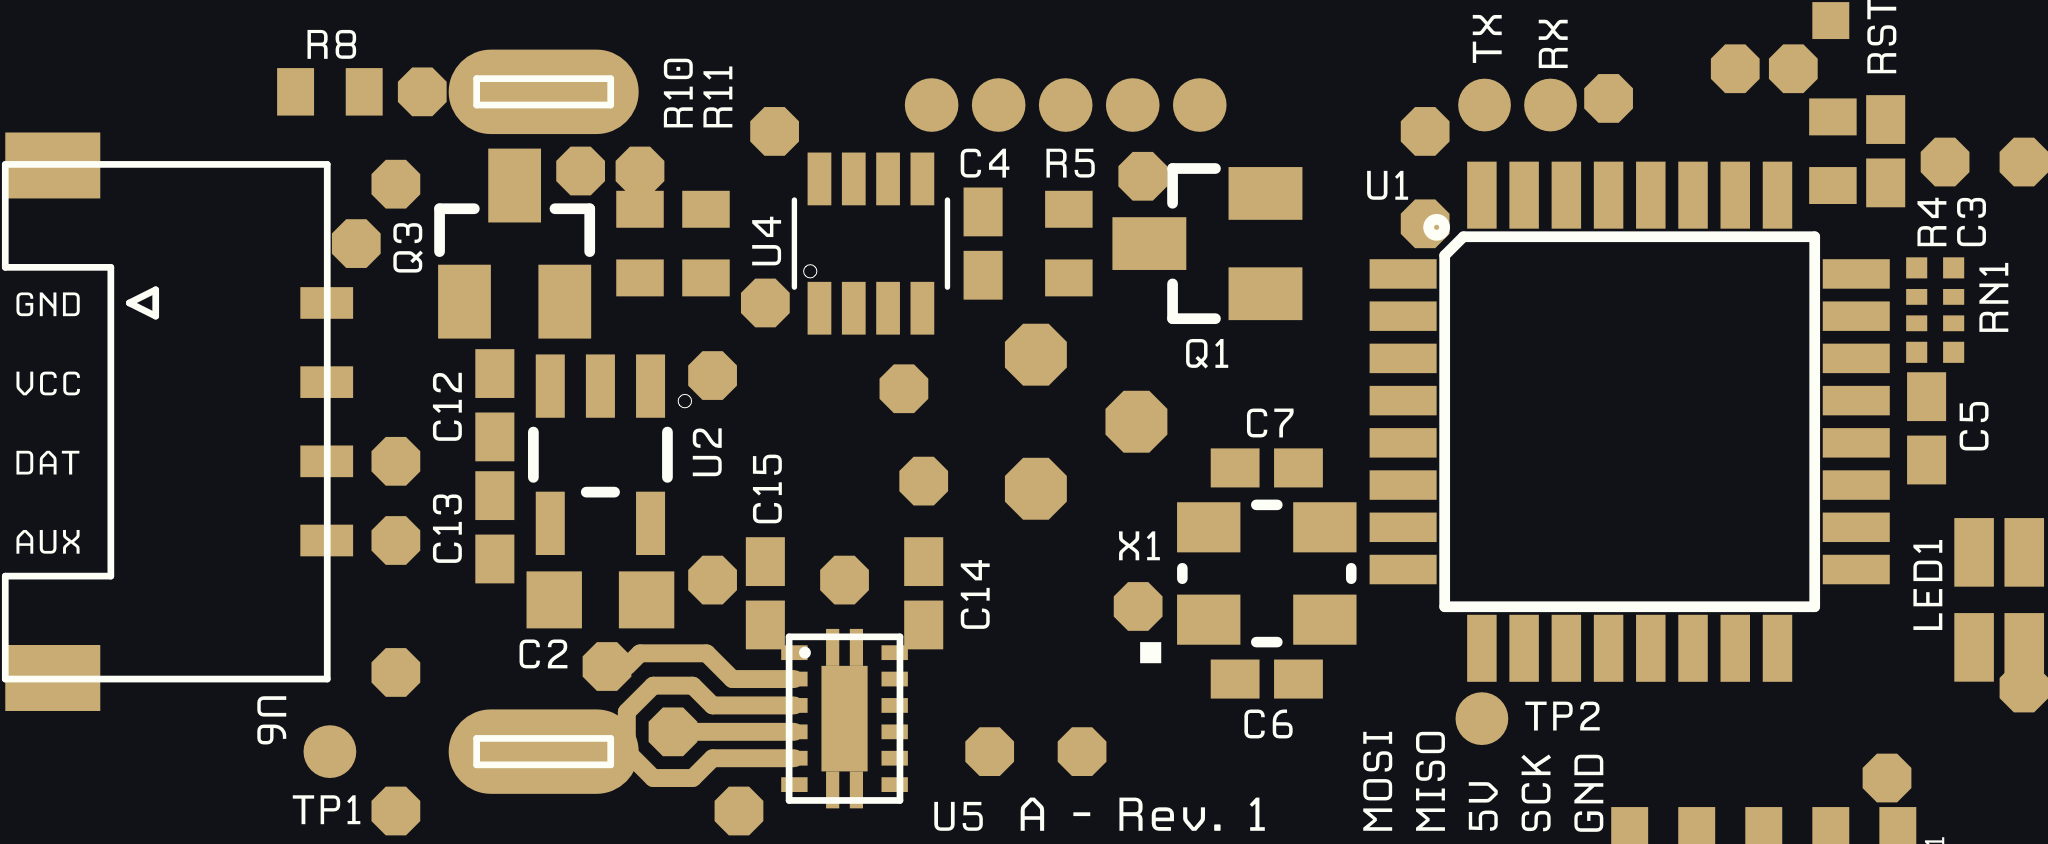 R8
R10
R11
TX
RX
RST
C4
R5
U1
Q3
U4
R4
C3
GND
RN1
Q1
VCC
C12
C7
C5
U2
DAT
C15
C13
AUX
X1
C14
LED1
C2
U6
C6
TP2
TP1
U5
A - Rev. 1
MOSI
MISO
5V
SCK
GND